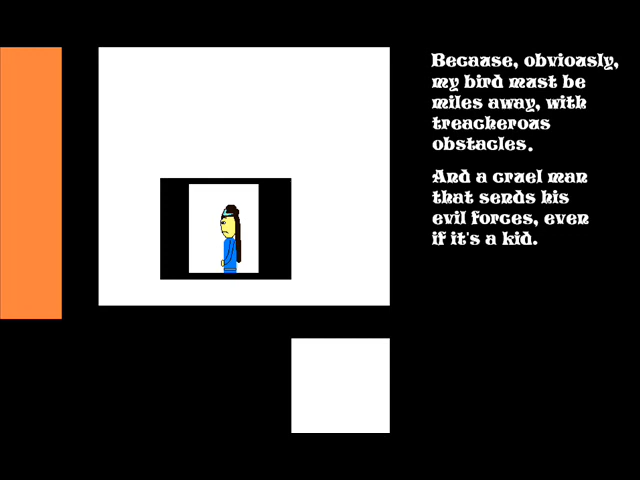 Because, obviously,
my bird must be
miles away, with
treacherous
obstacles.
And a cruel man
that sends his
evil forces, even
if it's a kid.